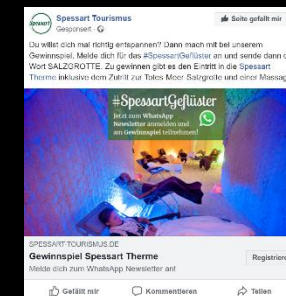 Spessart Tourismus
Gesponsert ·
Seite gefällt mir
Du willst dich mal richtig entspannen? Dann mach mit bei unserem
Gewinnspiel. Melde dich für das #SpessartGeflüster an und sende dann d
Wort SALZGROTTE. Zu gewinnen gibt es den Eintritt in die Spessart
Therme inklusive dem Zutritt zur Totes Meer Salzgrotte und einer Massag
#SpessartGeflüster
Jetzt zum WhatsApp
Newsletter anmelden und
am Gewinnspiel teilnehmen!
SPESSART-TOURISMUS.DE
Gewinnspiel Spessart Therme
Melde dich zum WhatsApp Newsletter an!
Registriere
Gefällt mir
Kommentieren
Teilen